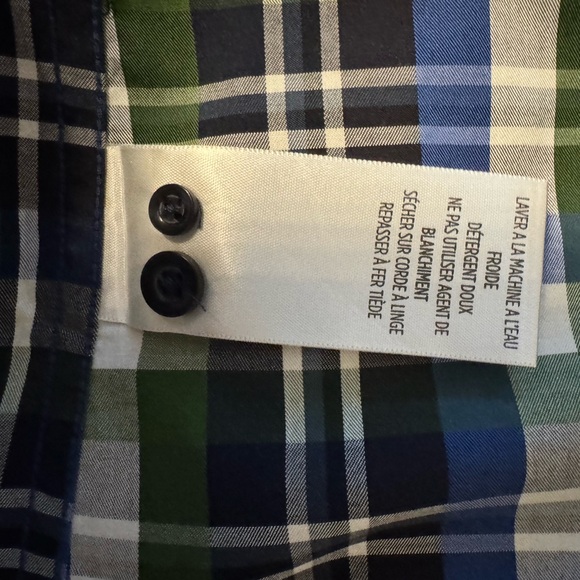 LAVER A LA MACHINE A L'EAU
FROIDE
DÉTERGENT DOUX
NE PAS UTILISER AGENT DE
BLANCHIMENT
SÉCHER SUR CORDE À LINGE
REPASSER À FER TIÈDE